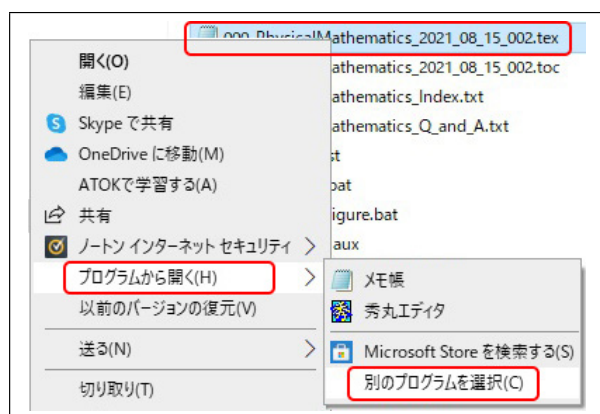 000_PhysicalMathematics_2021_08_15_002.tex
開く(O)
athematics_2021_08_15_002.toc
編集(E)
athematics_Index.txt
Skype で共有
athematics_Q_and_A.txt
OneDrive に移動(M)
st
ATOKで学習する(A)
bat
共有
igure.bat
ノートン インターネット セキュリティ
aux
プログラムから開く(H)
メモ帳
以前のバージョンの復元(V)
秀丸エディタ
送る(N)
Microsoft Store を検索する(S)
別のプログラムを選択(C)
切り取り(T)